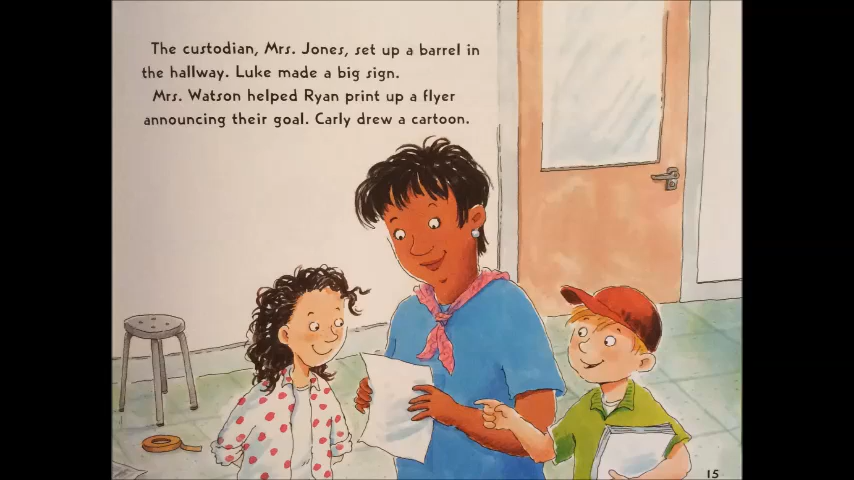 The custodian, Mrs. Jones, set up a barrel in
the hallway. Luke made a big sign.
Mrs. Watson helped Ryan print up a flyer
announcing their goal. Carly drew a cartoon.
15